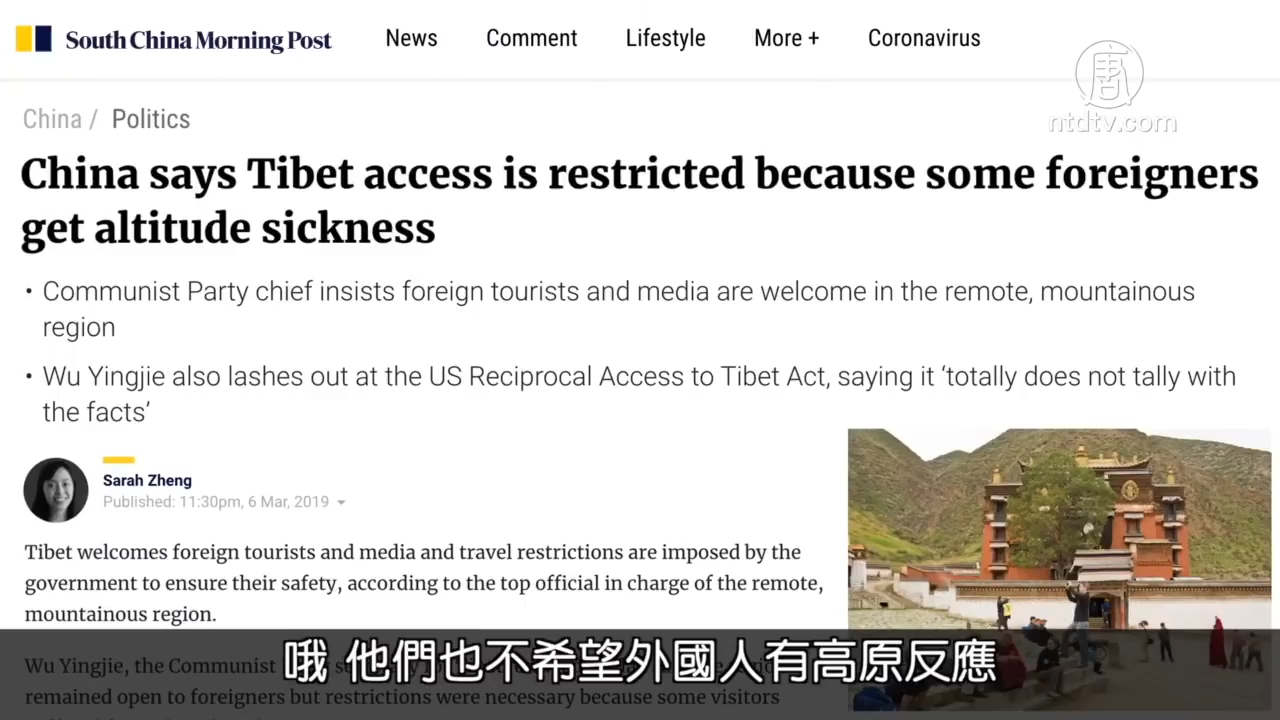 South China Morning Post
News Comment Lifestyle More + Coronavirus
唐
ntdtv.com
China / Politics
China says Tibet access is restricted because some foreigners
get altitude sickness
• Communist Party chief insists foreign tourists and media are welcome in the remote, mountainous
region
• Wu Yingjie also lashes out at the US Reciprocal Access to Tibet Act, saying it ‘totally does not tally with
the facts’
Sarah Zheng
Published: 11:30pm, 6 Mar, 2019
Tibet welcomes foreign tourists and media and travel restrictions are imposed by the
government to ensure their safety, according to the top official in charge of the remote,
mountainous region.
Wu Yingjie, the Communist
哦 他們也不希望外國人有高原反應
remained open to foreigners but restrictions were necessary because some visitors